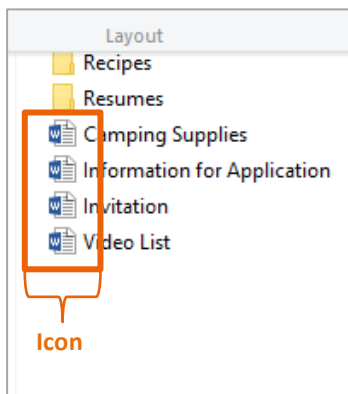 Layout
Recipes
Resumes
Camping Supplies
Information for Application
Invitation
Video List
Icon